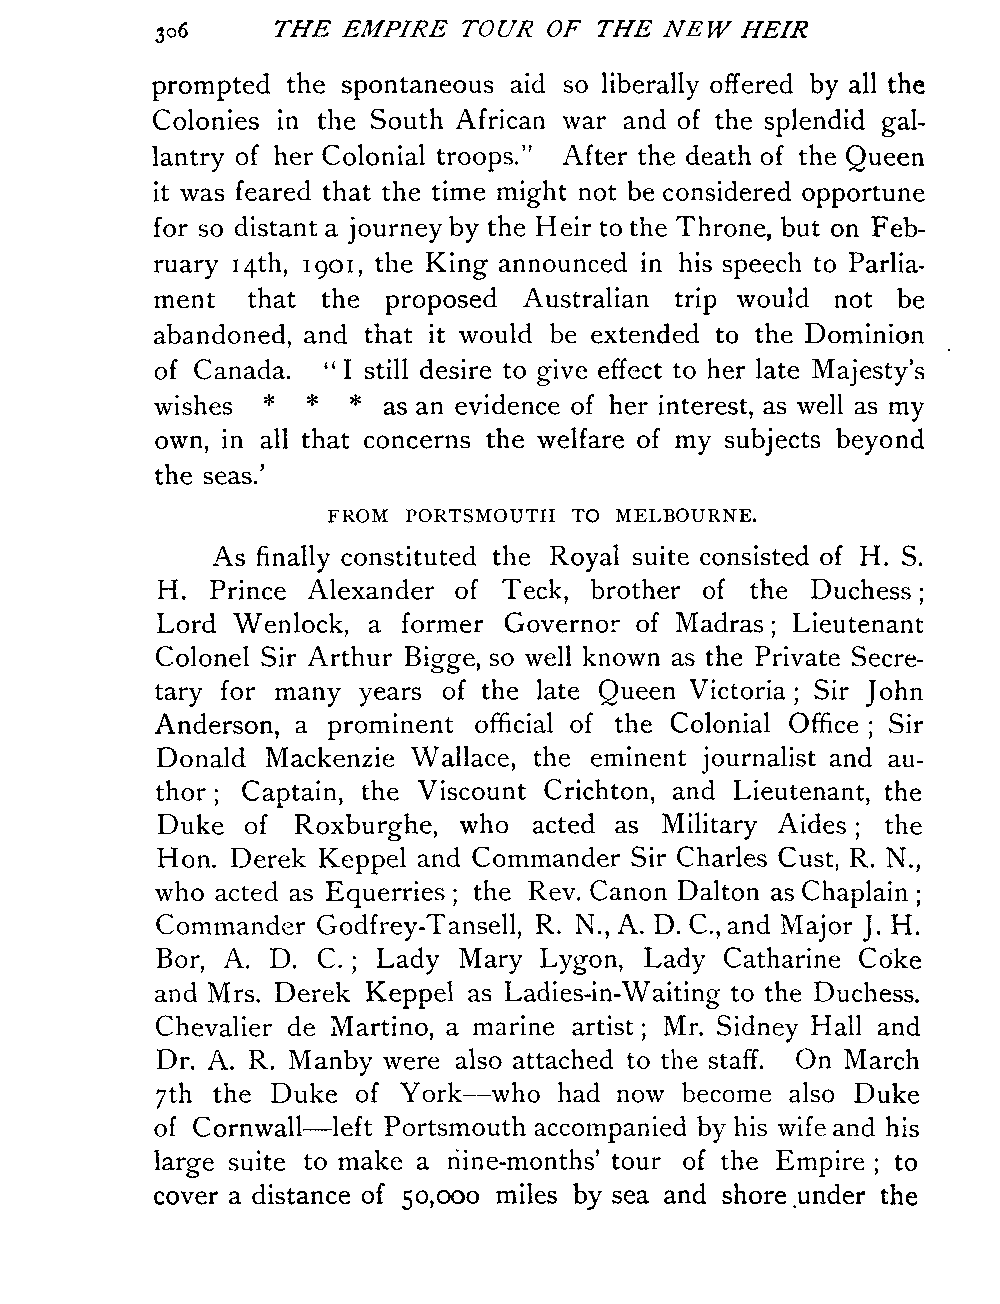 306 THE EMPIRE TOUR OF THE NEW HEIR
prompted the spontaneous aid so liberally offered by all the
Colonies in the South African war and of the splendid gal-
lantry of her Colonial troops." After the death of the Queen
it was feared that the time might not be considered opportune
for so distant a journey by the Heir to the Throne, but on Feb-
ruary 14th, 1901, the King announced in his speech to Parlia-
ment that the proposed Australian trip would not be
abandoned, and that it would be extended to the Dominion
of Canada. "I still desire to give effect to her late Majesty's
wishes * * * as an evidence of her interest, as well as my
own, in all that concerns the welfare of my subjects beyond
the seas.'
FROM PORTSMOUTH TO MELBOURNE.
As finally constituted the Royal suite consisted of H. S.
H. Prince Alexander of Teck, brother of the Duchess;
Lord Wenlock, a former Governor of Madras; Lieutenant
Colonel Sir Arthur Bigge, so well known as the Private Secre-
tary for many years of the late Queen Victoria; Sir John
Anderson, a prominent official of the Colonial Office; Sir
Donald Mackenzie Wallace, the eminent journalist and au-
thor; Captain, the Viscount Crichton, and Lieutenant, the
Duke of Roxburghe, who acted as Military Aides; the
Hon. Derek Keppel and Commander Sir Charles Cust, R. N.,
who acted as Equerries; the Rev. Canon Dalton as Chaplain;
Commander Godfrey-Tansell, R. N., A. D. C., and Major J. H.
Bor, A. D. C.; Lady Mary Lygon, Lady Catharine Coke
and Mrs. Derek Keppel as Ladies-in-Waiting to the Duchess.
Chevalier de Martino, a marine artist; Mr. Sidney Hall and
Dr. A. R. Manby were also attached to the staff. On March
7th the Duke of York—who had now become also Duke
of Cornwall—left Portsmouth accompanied by his wife and his
large suite to make a nine-months' tour of the Empire; to
cover a distance of 50,000 miles by sea and shore under the